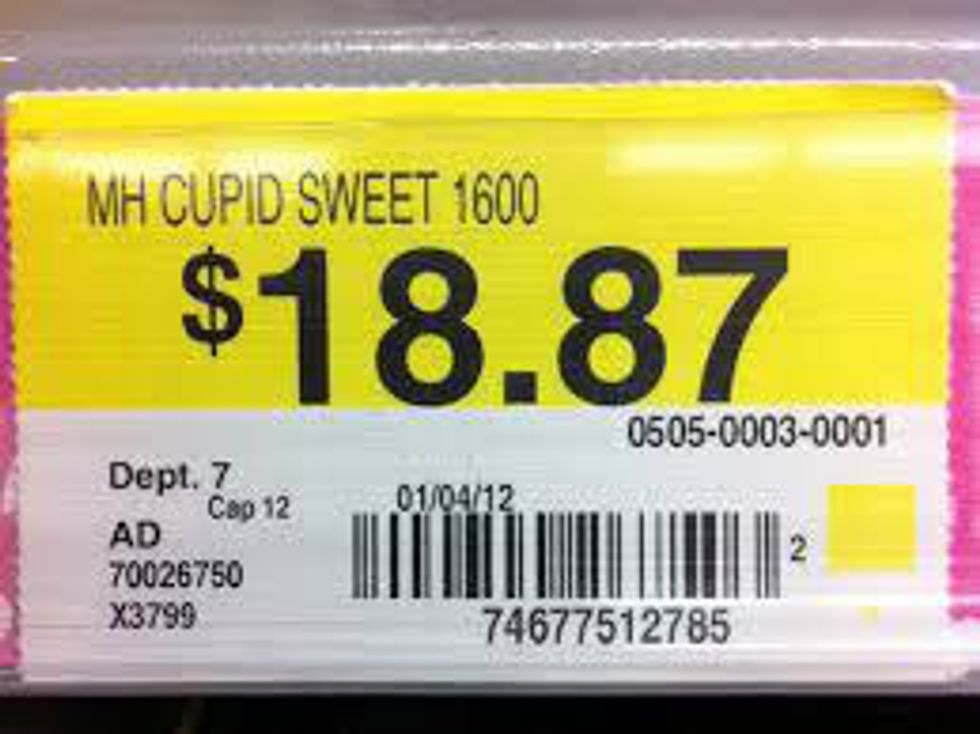 MH CUPID SWEET 1600
$18.87
0505-0003-0001
Dept. 7
Cap 12
01/04/12
AD
2
70026750
X3799
74677512785